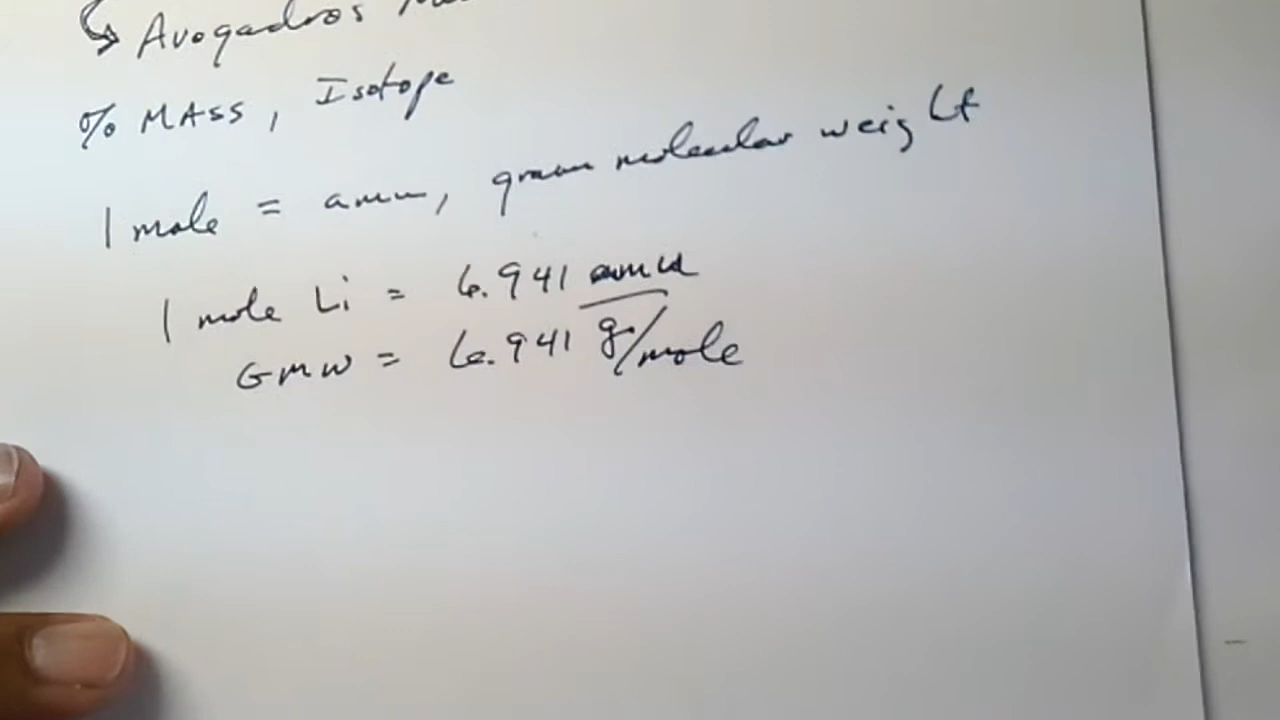 Avogadros
% MASS, Isotope
1 mole = amu, gram molecular weight
1 mole Li = 6.941 amu
GMW = 6.941 g/mole